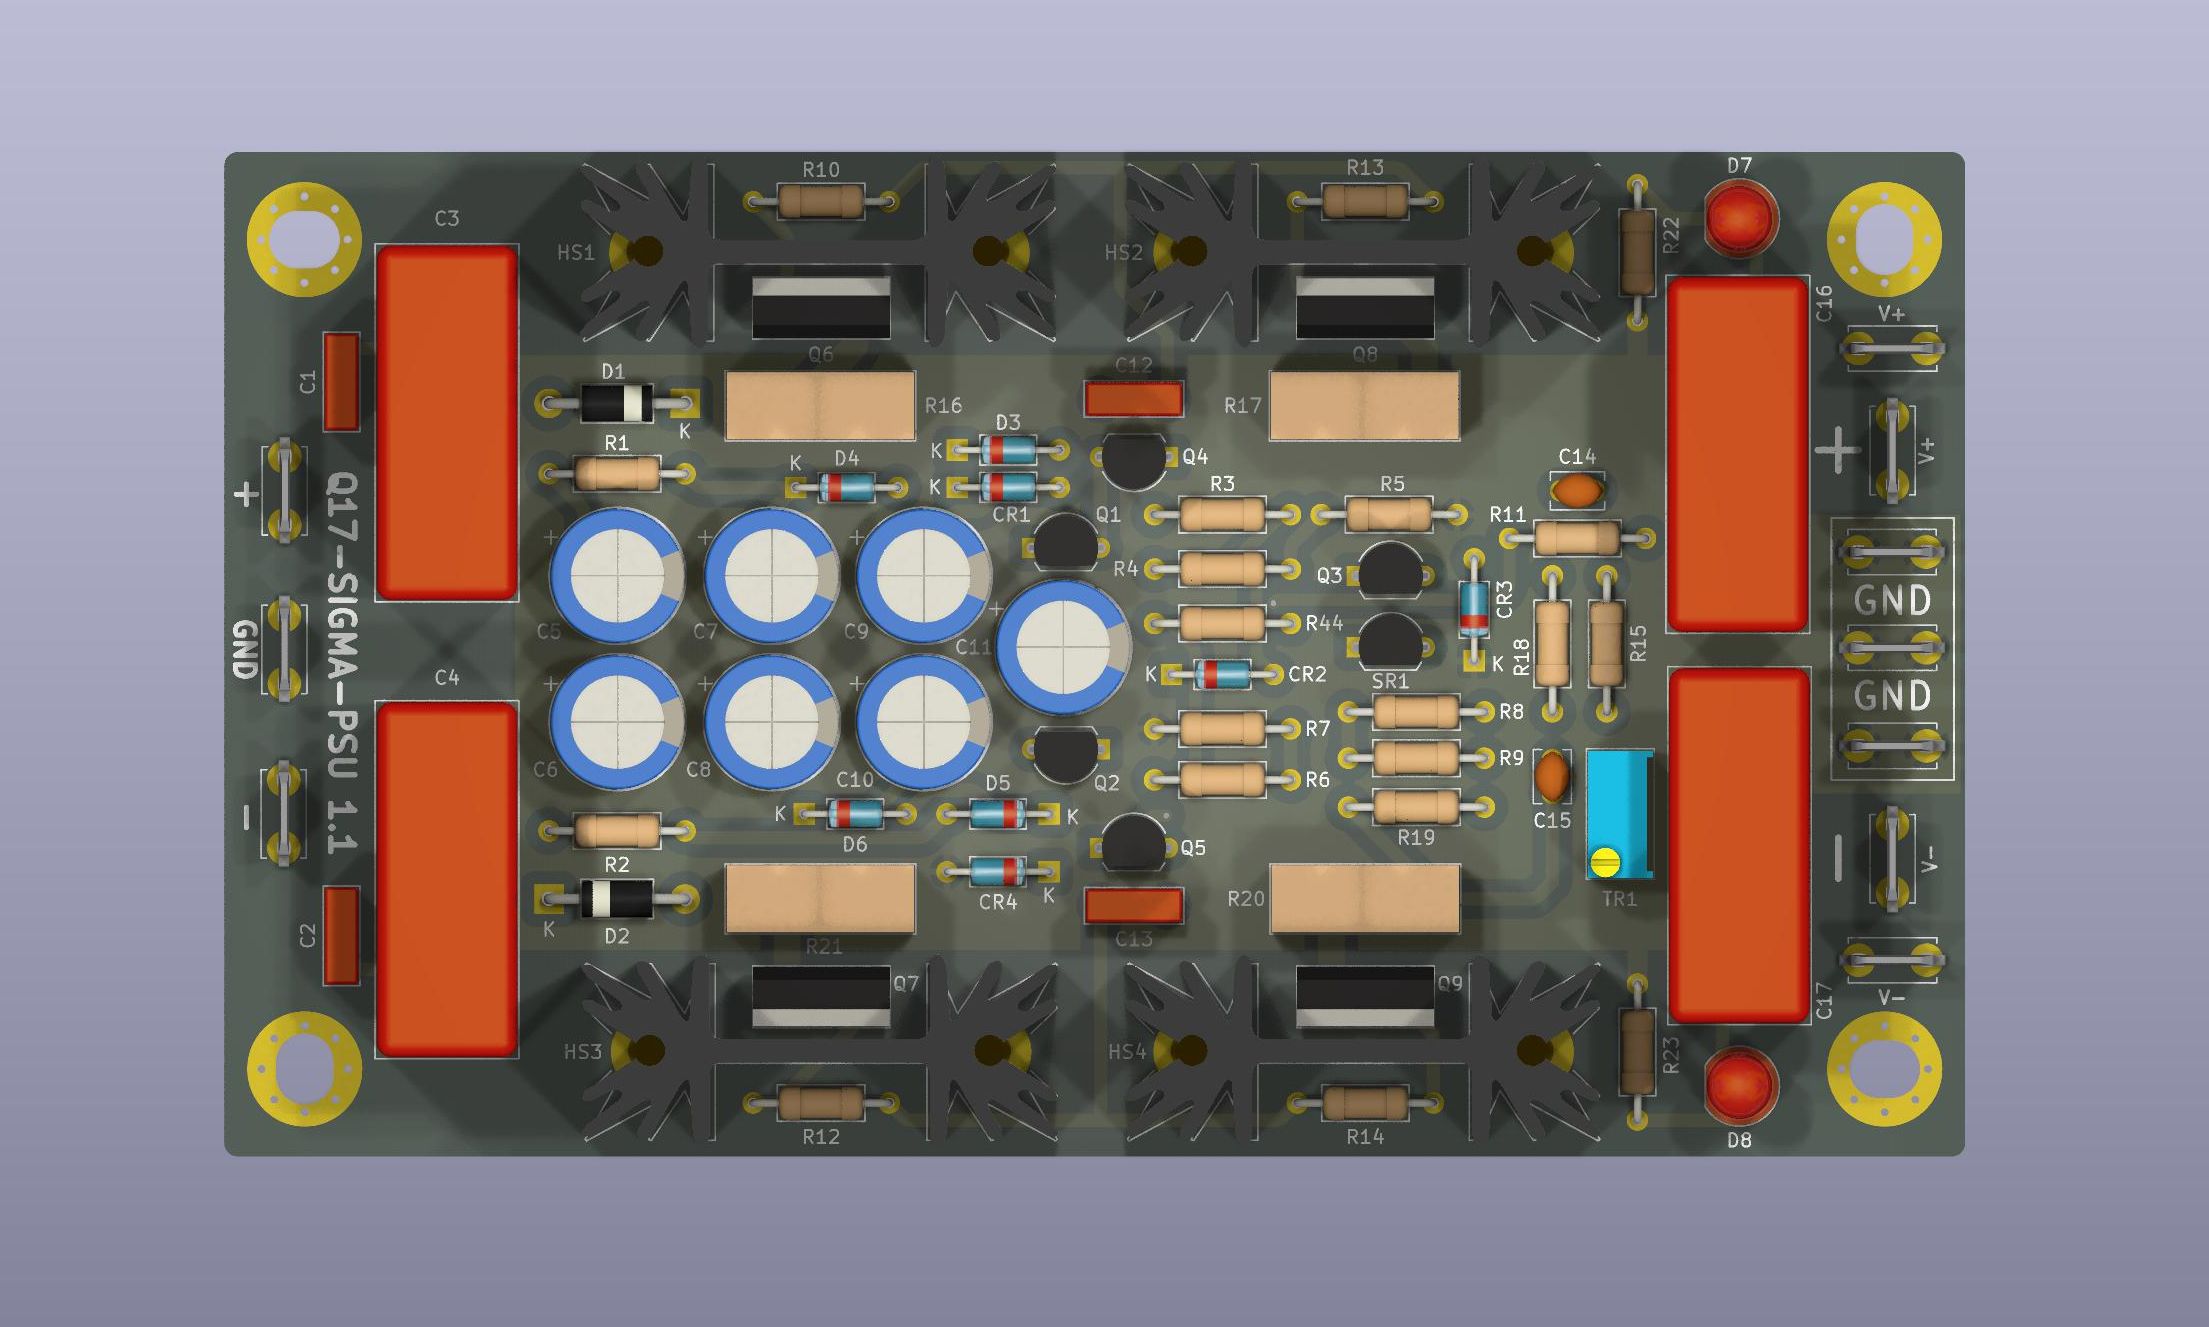 R10
R13
D7
C3
HS1
HS2
R22
C16
V+
Q6
C12
Q8
C1
D1
K
R16
R17
D3
K
Q4
V+
+
R1
K
D4
K
CR1
Q1
R3
R5
C14
R11
+
Q17-SIGMA-PSU 1.1
+
+
+
+
R4
Q3
CR3
K
GND
C5
C7
C9
C11
R44
R18
R15
GND
C4
+
+
+
K
CR2
SR1
GND
C6
C8
C10
Q2
R7
R8
R9
R6
D5
K
K
D6
R19
C15
−
−
R2
Q5
V-
CR4
K
R20
TR1
C2
K
D2
R21
C13
Q7
Q9
V-
C17
HS3
HS4
R23
R12
R14
D8